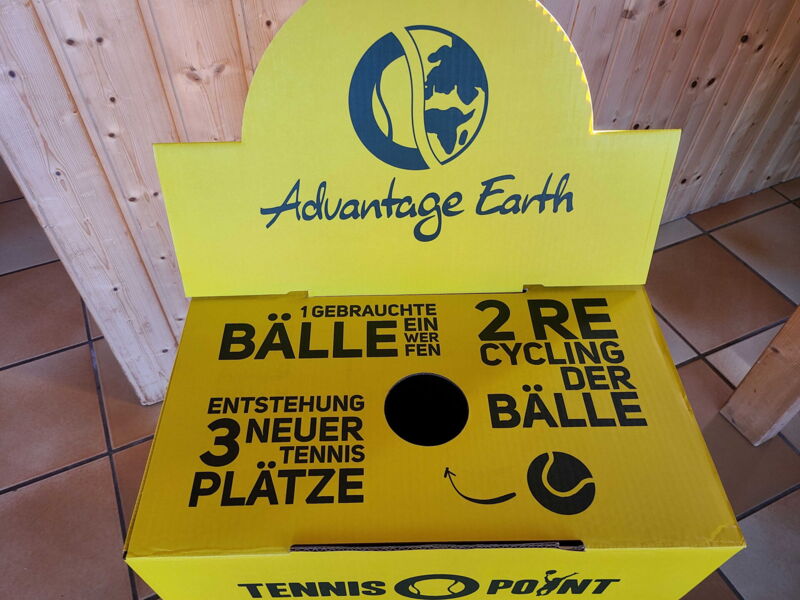 Advantage Earth
1 GEBRAUCHTE
BÄLLE EIN
WER
FEN
2 RE
CYCLING
DER
BÄLLE
ENTSTEHUNG
3 NEUER
TENNIS
PLÄTZE
TENNIS POINT